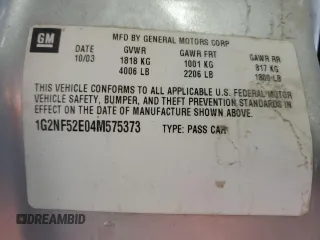 GM
MFD BY GENERAL MOTORS CORP
DATE GVWR GAWR FRT GAWR RR
10/03 1818 KG 1001 KG 817 KG
4006 LB 2206 LB 1800 LB
THIS VEHICLE CONFORMS TO ALL APPLICABLE U.S. FEDERAL MOTOR
VEHICLE SAFETY, BUMPER, AND THEFT PREVENTION STANDARDS IN
EFFECT ON THE DATE OF MANUFACTURE SHOWN ABOVE.
1G2NF52E04M575373 TYPE: PASS CAR
DREAMBID